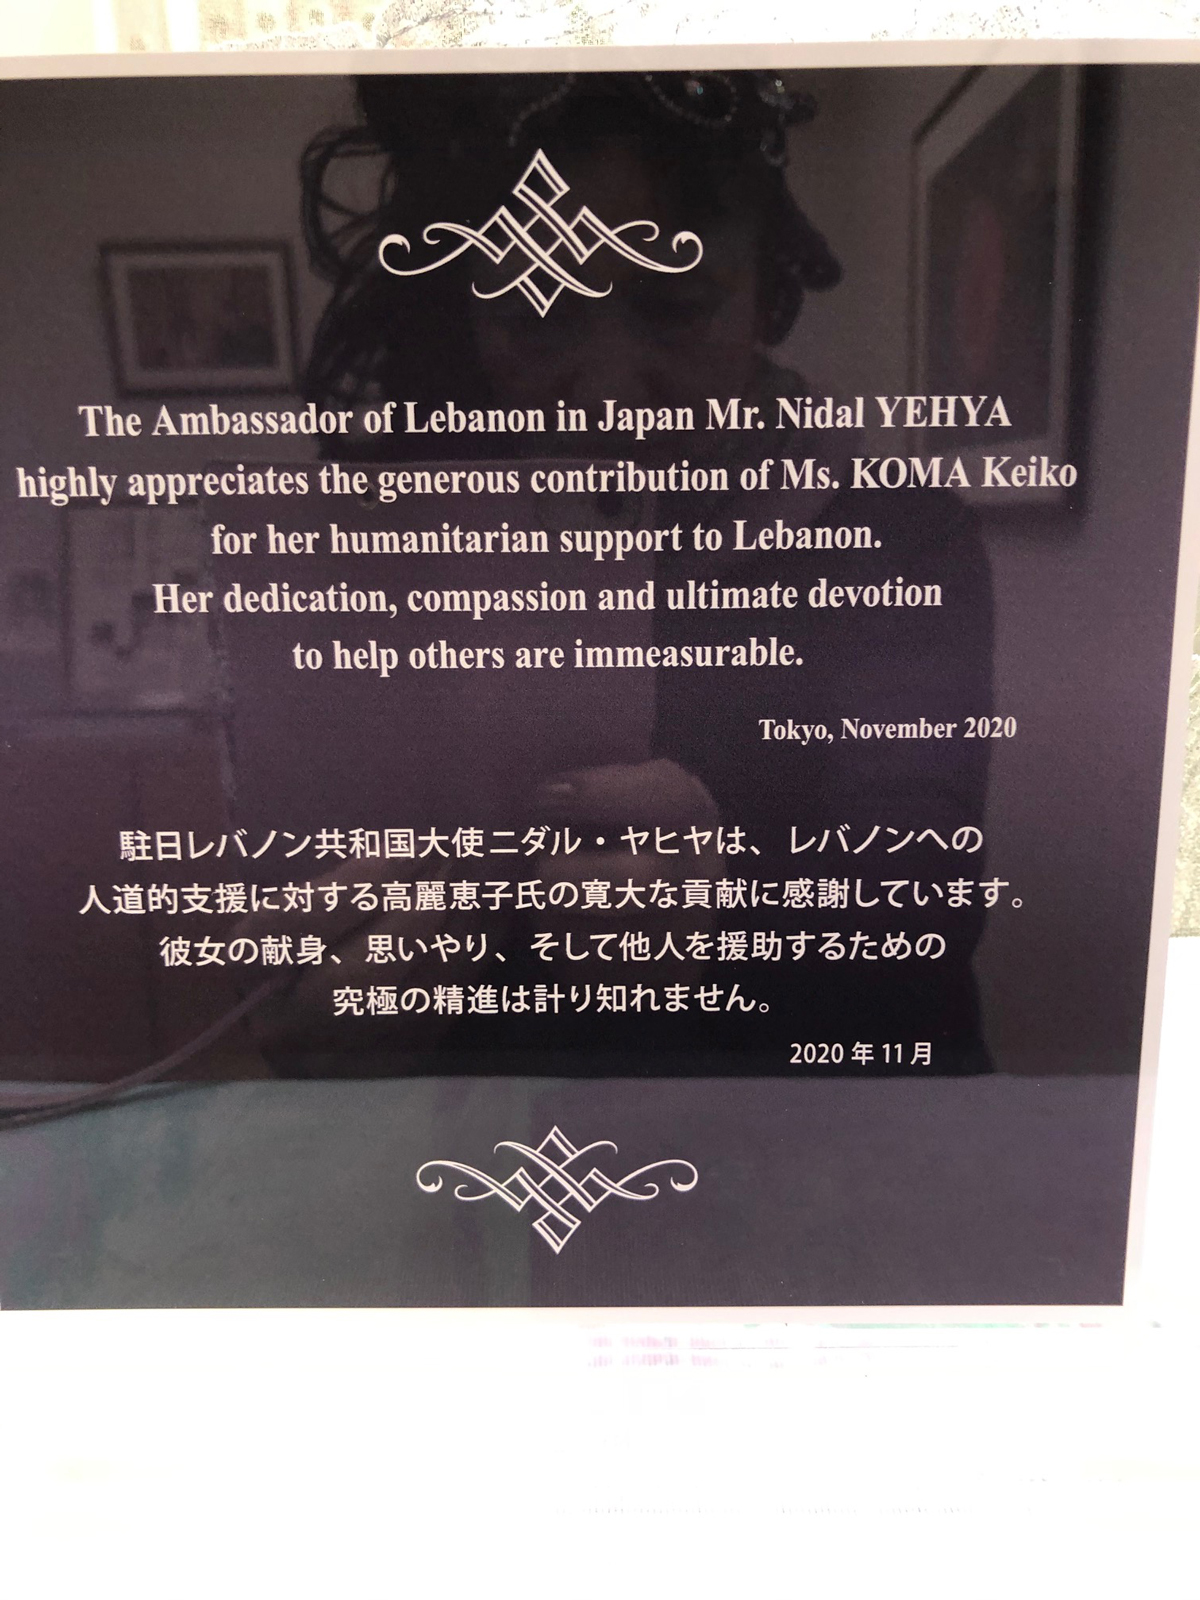 The Ambassador of Lebanon in Japan Mr. Nidal YEHYA
highly appreciates the generous contribution of Ms. KOMA Keiko
for her humanitarian support to Lebanon.
Her dedication, compassion and ultimate devotion
to help others are immeasurable.
Tokyo, November 2020
駐日レバノン共和国大使ニダル・ヤヒヤは、レバノンへの
人道的支援に対する高麗恵子氏の寛大な貢献に感謝しています。
彼女の献身、思いやり、そして他人を援助するための
究極の精進は計り知れません。
2020 年 11 月